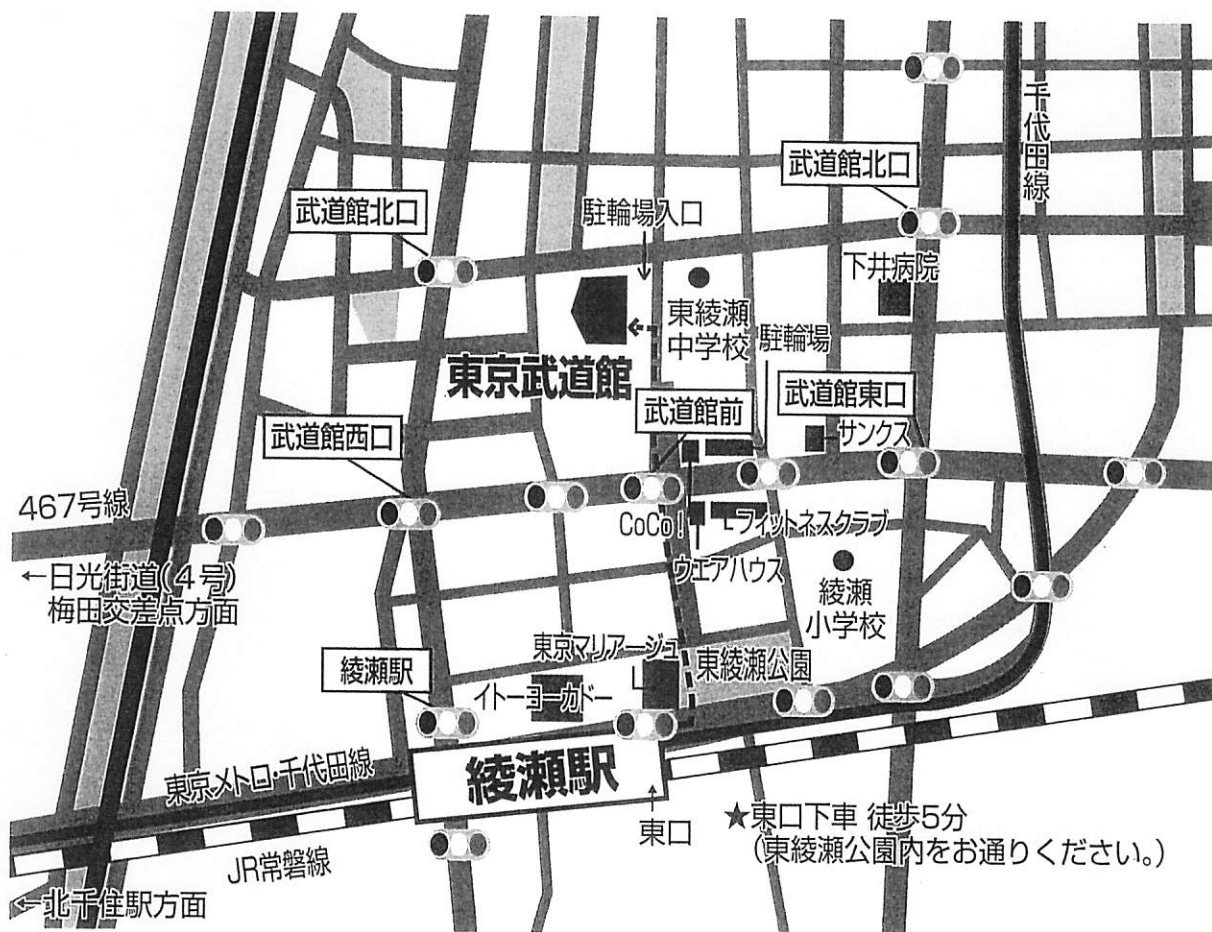 千代田線
武道館北口
武道館北口
駐輪場入口
下井病院
東綾瀬
中学校
駐輪場
東京武道館
武道館前
武道館東口
武道館西口
サンクス
467号線
CoCo!
フィットネスクラブ
ウエアハウス
←日光街道(4号)
梅田交差点方面
綾瀬
小学校
東京マリアージュ
東綾瀬公園
綾瀬駅
イトーヨーカドー
東京メトロ・千代田線
綾瀬駅
↑
東口
★東口下車 徒歩5分
(東綾瀬公園内をお通りください。)
JR常磐線
←北千住駅方面